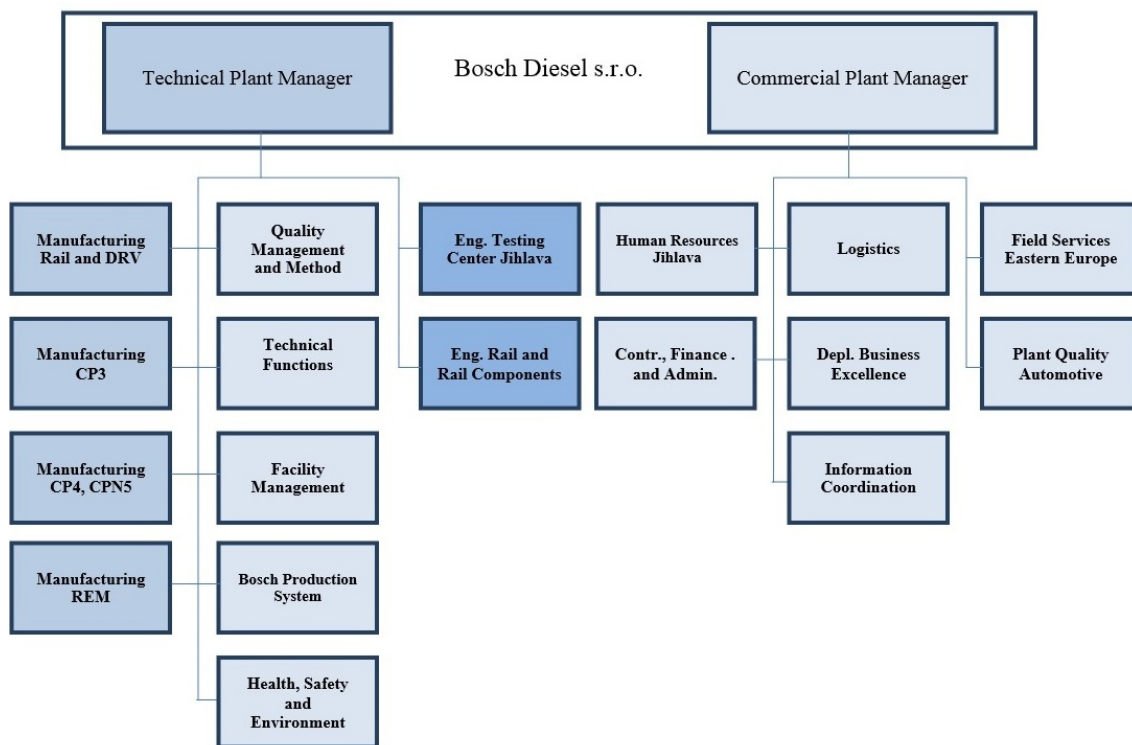 Technical Plant Manager
Bosch Diesel s.r.o.
Commercial Plant Manager
Manufacturing
Rail and DRV
Quality
Management
and Method
Eng. Testing
Center Jihlava
Human Resources
Jihlava
Logistics
Field Services
Eastern Europe
Manufacturing
CP3
Technical
Functions
Eng. Rail and
Rail Components
Contr., Finance .
and Admin.
Depl. Business
Excellence
Plant Quality
Automotive
Manufacturing
CP4, CPN5
Facility
Management
Information
Coordination
Manufacturing
REM
Bosch Production
System
Health, Safety
and
Environment